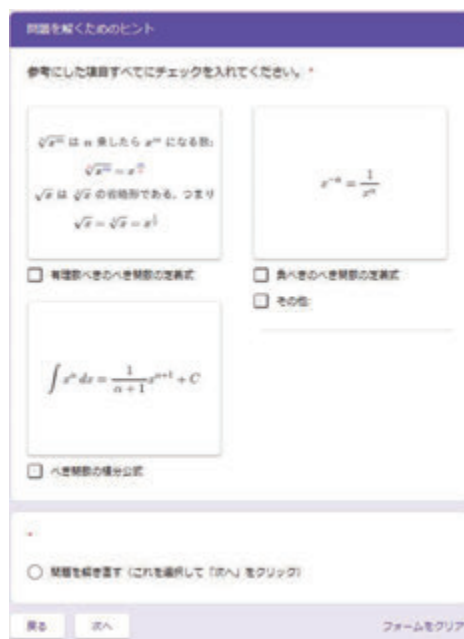 問題を解くためのヒント
参考にした項目すべてにチェックを入れてください。 *
ⁿ√xᵐ は n 乗したら xᵐ になる数:
ⁿ√xᵐ = x^(m/n)
√x は ²√x の省略形である、つまり
√x = ²√x = x^(1/2)
有理数べきのべき関数の定義式
x⁻ᵅ = 1/xᵅ
負べきのべき関数の定義式
その他:
∫ xᵅ dx = 1/(α+1) x^(α+1) + C
べき関数の積分公式
*
問題を解き直す（これを選択して「次へ」をクリック）
戻る
次へ
フォームをクリア